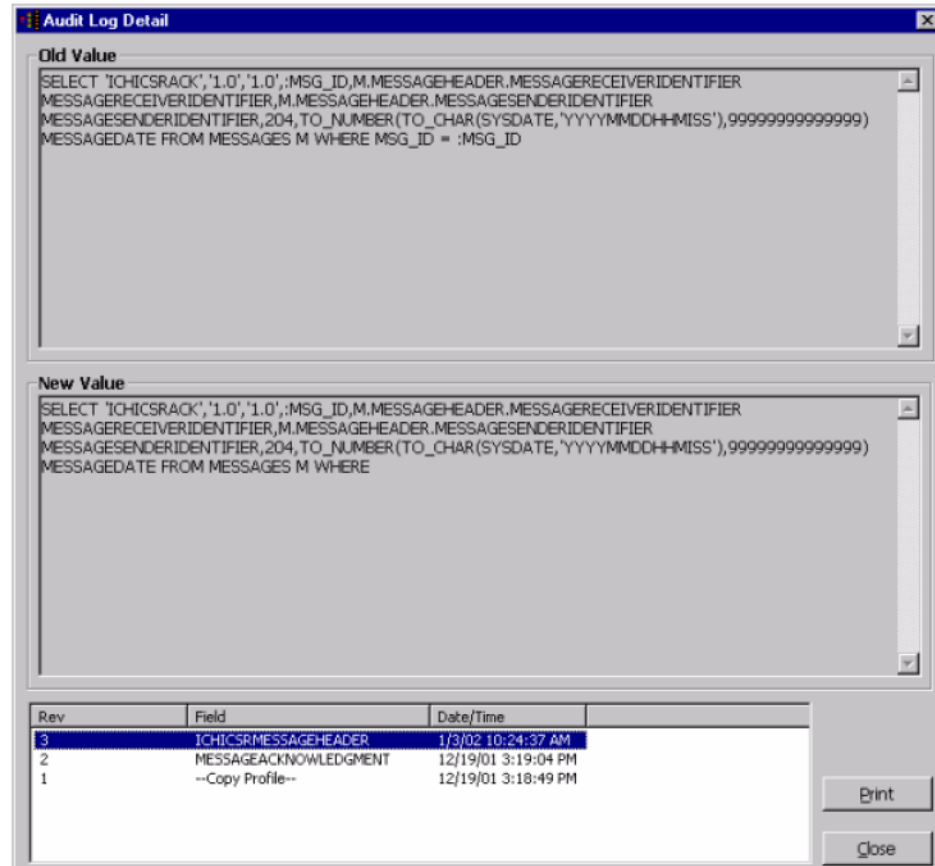 Audit Log Detail
Old Value
SELECT 'ICHICSRACK','1.0','1.0',:MSG_ID,M.MESSAGEHEADER.MESSAGERECEIVERIDENTIFIER
MESSAGERECEIVERIDENTIFIER,M.MESSAGEHEADER.MESSAGESENDERIDENTIFIER
MESSAGESENDERIDENTIFIER,204,TO_NUMBER(TO_CHAR(SYSDATE,'YYYYMMDDHHMISS'),99999999999999)
MESSAGEDATE FROM MESSAGES M WHERE MSG_ID = :MSG_ID
New Value
SELECT 'ICHICSRACK','1.0','1.0',:MSG_ID,M.MESSAGEHEADER.MESSAGERECEIVERIDENTIFIER
MESSAGERECEIVERIDENTIFIER,M.MESSAGEHEADER.MESSAGESENDERIDENTIFIER
MESSAGESENDERIDENTIFIER,204,TO_NUMBER(TO_CHAR(SYSDATE,'YYYYMMDDHHMISS'),99999999999999)
MESSAGEDATE FROM MESSAGES M WHERE
Rev Field Date/Time
3 ICHICSRMESSAGEHEADER 1/3/02 10:24:37 AM
2 MESSAGEACKNOWLEDGMENT 12/19/01 3:19:04 PM
1 --Copy Profile-- 12/19/01 3:18:49 PM
Print
Close